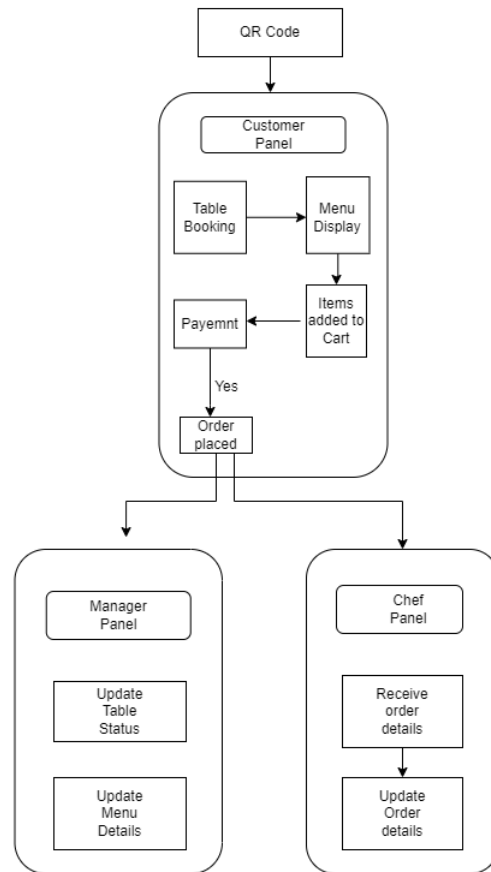 QR Code
Customer
Panel
Table
Booking
Menu
Display
Items
added to
Cart
Payemnt
Yes
Order
placed
Manager
Panel
Update
Table
Status
Update
Menu
Details
Chef
Panel
Receive
order
details
Update
Order
details